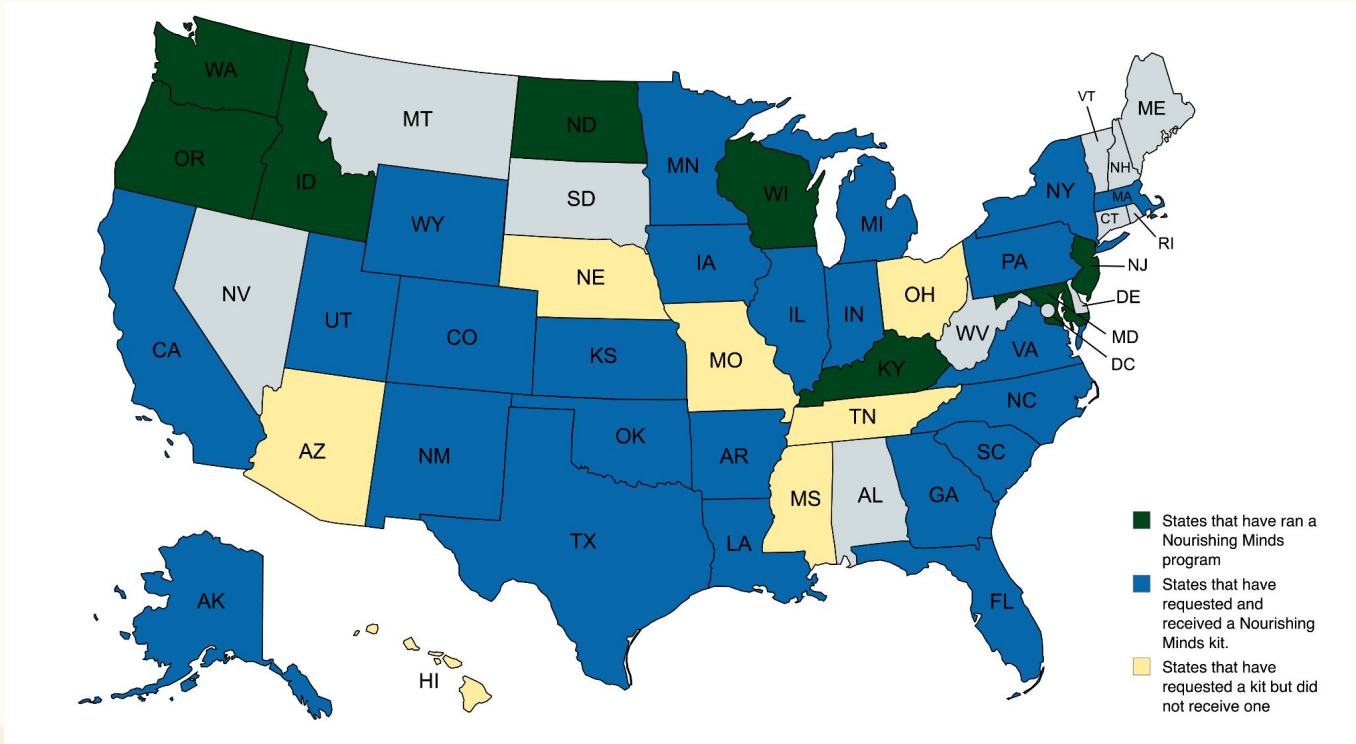 WA
MT
ND
OR
ID
SD
MN
WI
WY
NE
IA
MI
NV
UT
CO
KS
MO
IL
IN
OH
WV
KY
VA
PA
NY
VT
NH
ME
MA
CT
RI
NJ
DE
MD
DC
CA
AZ
NM
OK
AR
TN
NC
SC
MS
AL
GA
TX
LA
FL
AK
HI
States that have ran a
Nourishing Minds
program
States that have
requested and
received a Nourishing
Minds kit.
States that have
requested a kit but did
not receive one